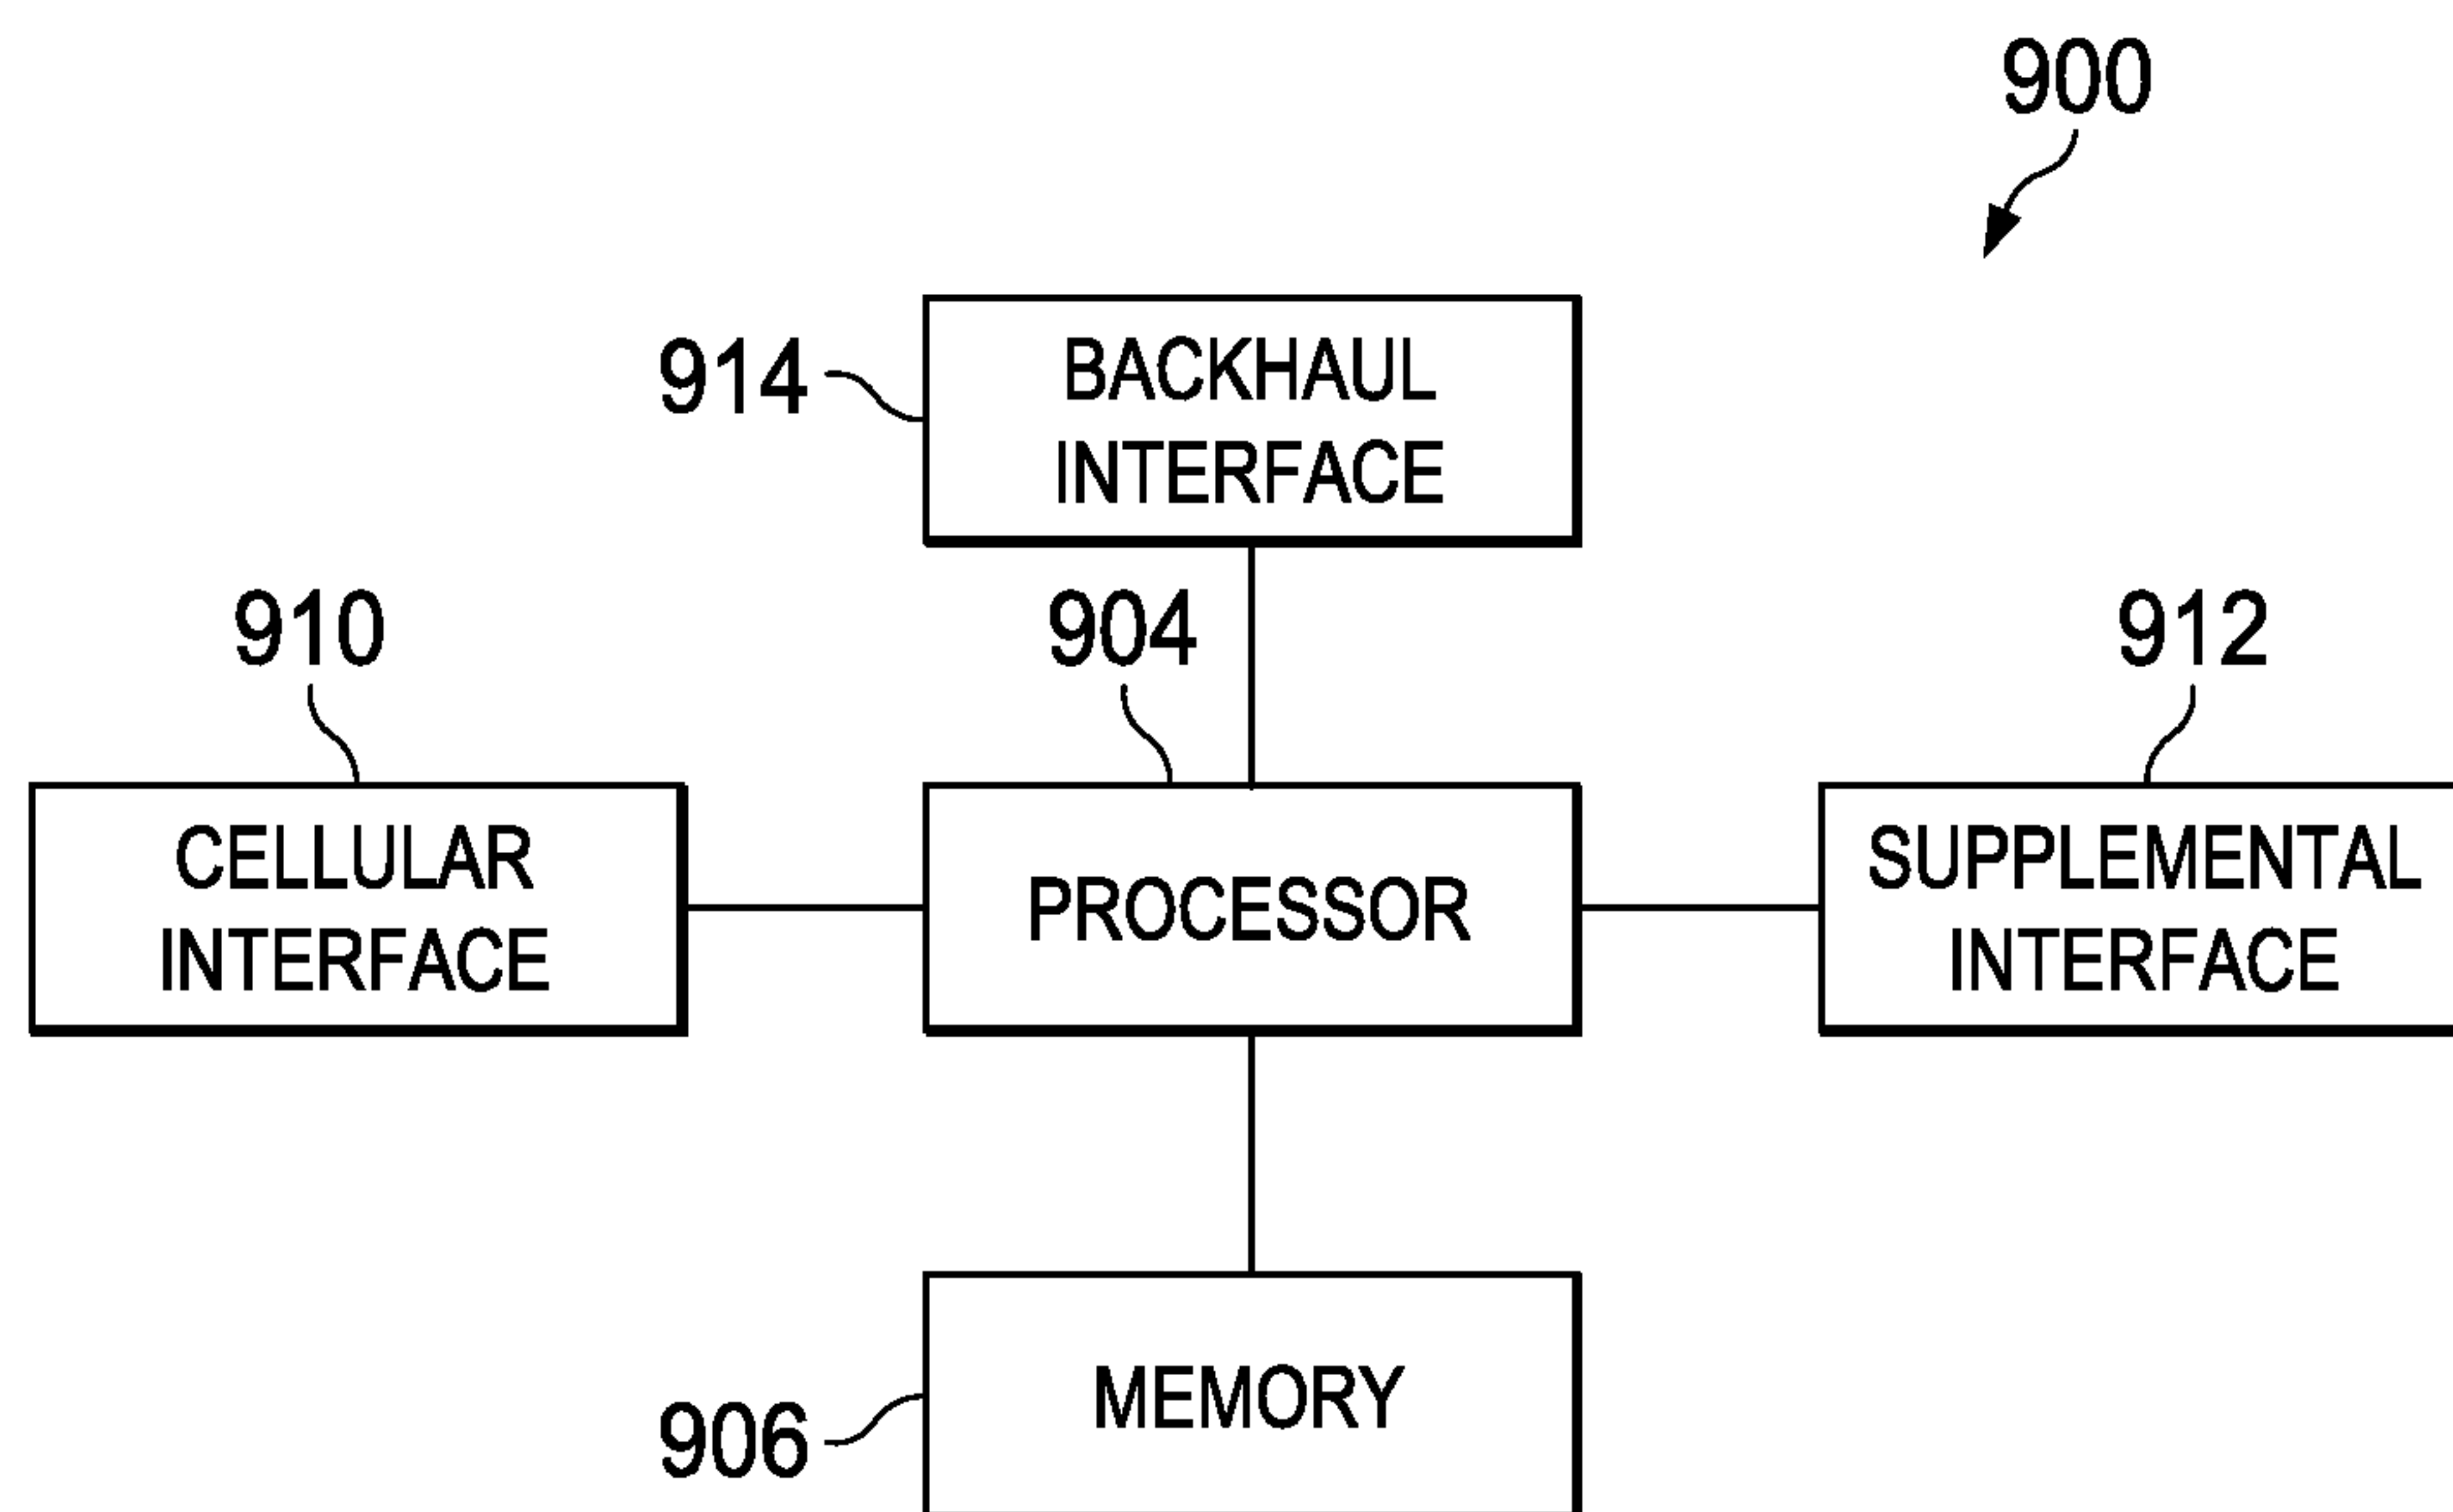 900
914
BACKHAUL
INTERFACE
910
904
912
CELLULAR
INTERFACE
PROCESSOR
SUPPLEMENTAL
INTERFACE
906
MEMORY